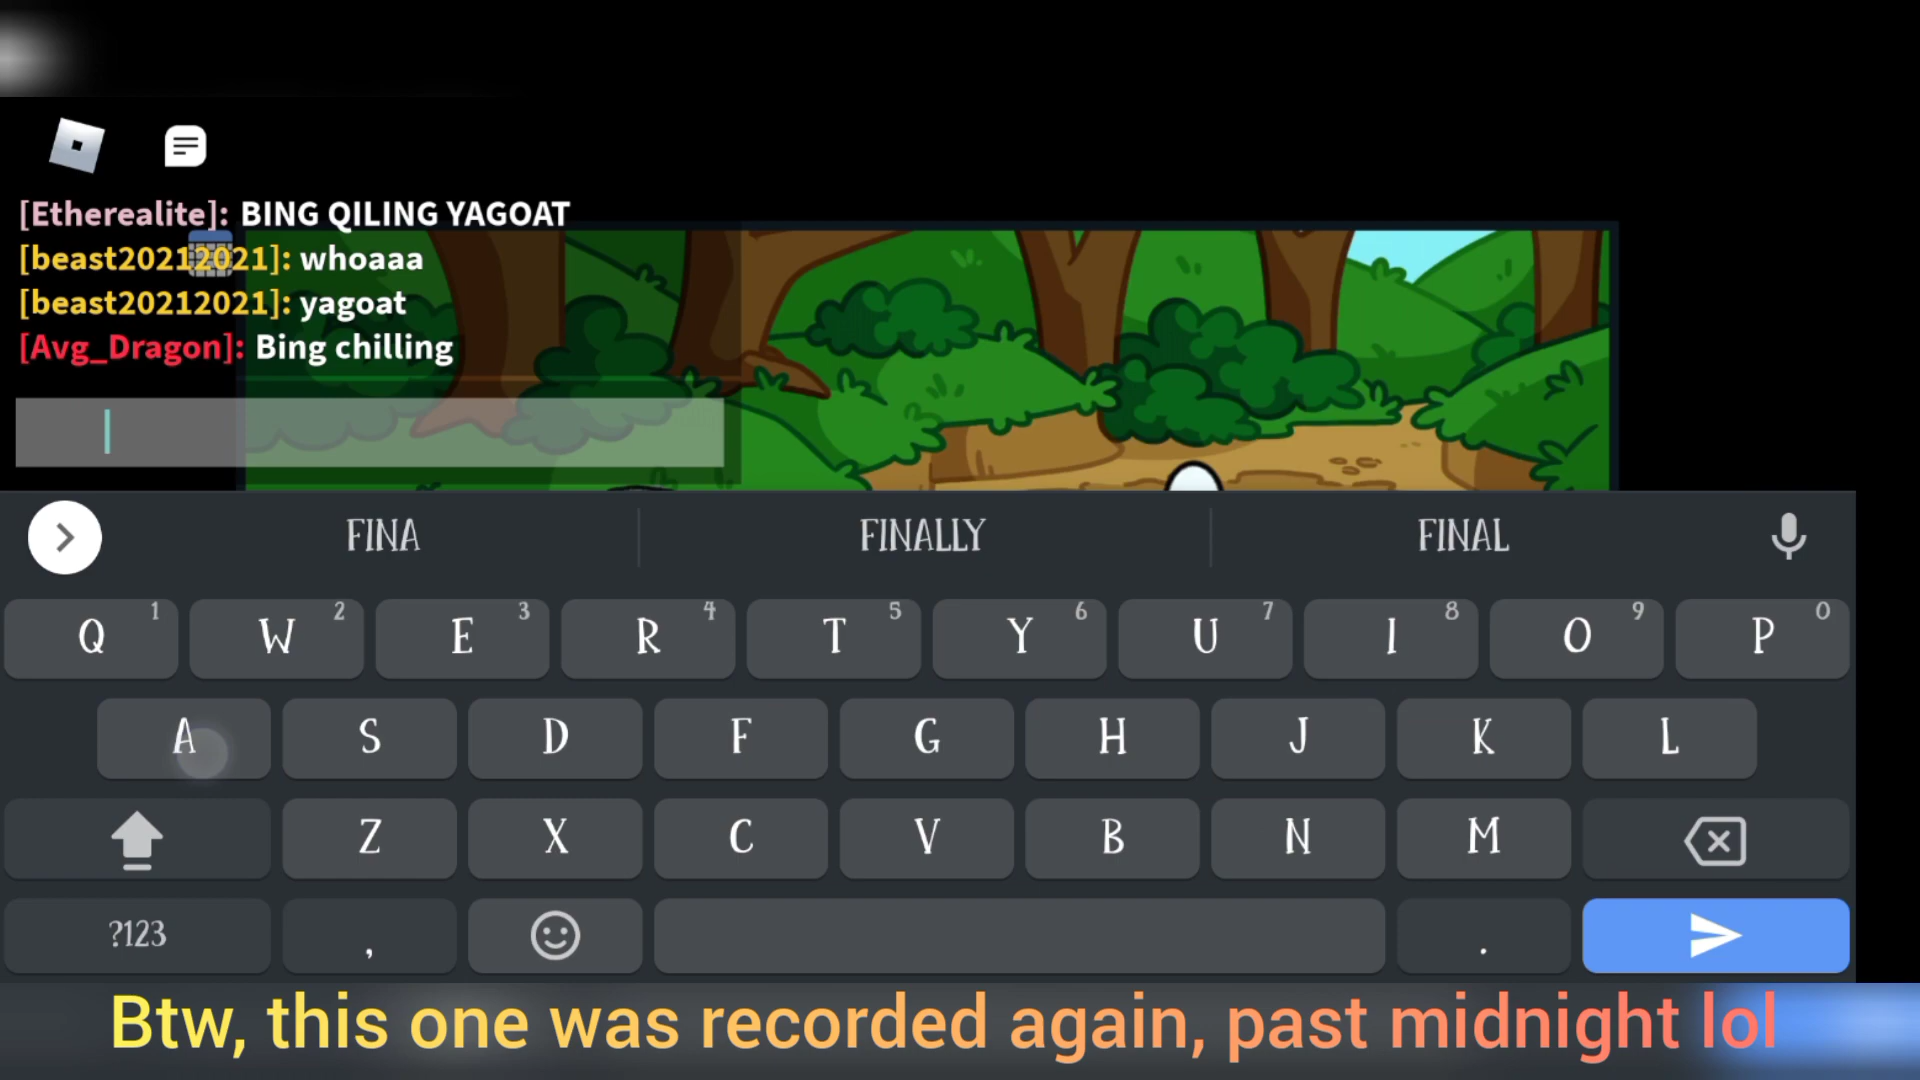 [Etherealite]: BING QILING YAGOAT
[beast20212021]: whoaaa
[beast20212021]: yagoat
[Avg_Dragon]: Bing chilling
FINA FINALLY FINAL
Q 1 W 2 E 3 R 4 T 5 Y 6 U 7 I 8 O 9 P 0
A S D F G H J K L
Z X C V B N M
?123 , .
Btw, this one was recorded again, past midnight lol